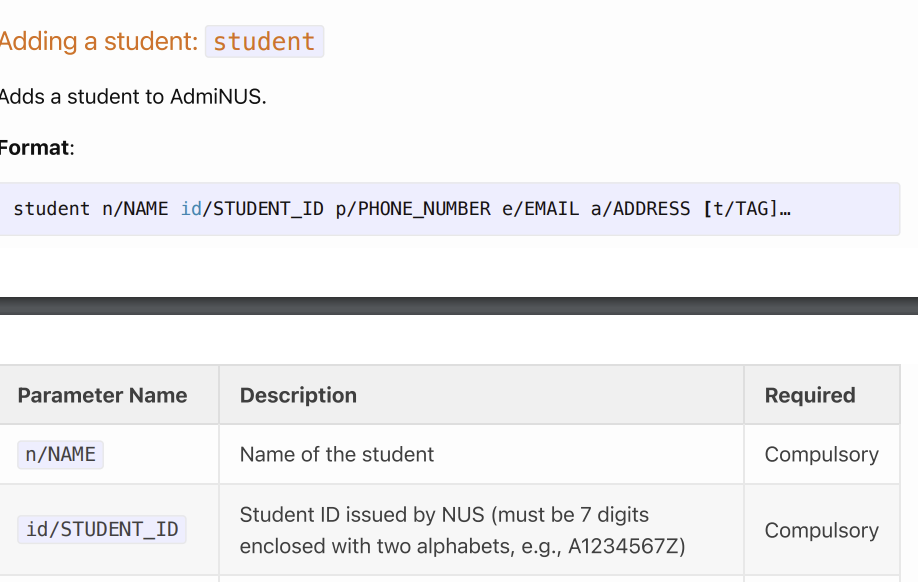 Adding a student: student
Adds a student to AdmiNUS.
Format:
student n/NAME id/STUDENT_ID p/PHONE_NUMBER e/EMAIL a/ADDRESS [t/TAG]…
Parameter Name Description Required
n/NAME Name of the student Compulsory
id/STUDENT_ID Student ID issued by NUS (must be 7 digits
enclosed with two alphabets, e.g., A1234567Z) Compulsory